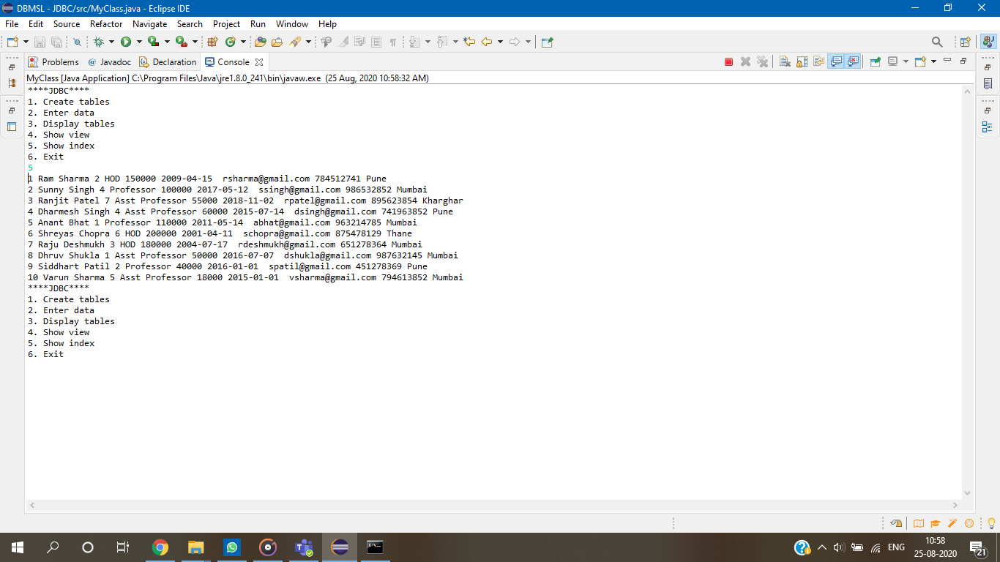 DBMSL - JDBC/src/MyClass.java - Eclipse IDE
File Edit Source Refactor Navigate Search Project Run Window Help
Problems @ Javadoc Declaration Console
MyClass [Java Application] C:\Program Files\Java\jre1.8.0_241\bin\javaw.exe (25 Aug, 2020 10:58:32 AM)
****JDBC****
1. Create tables
2. Enter data
3. Display tables
4. Show view
5. Show index
6. Exit
5
1 Ram Sharma 2 HOD 150000 2009-04-15  rsharma@gmail.com 784512741 Pune
2 Sunny Singh 4 Professor 100000 2017-05-12  ssingh@gmail.com 986532852 Mumbai
3 Ranjit Patel 7 Asst Professor 55000 2018-11-02  rpatel@gmail.com 895623854 Kharghar
4 Dharmesh Singh 4 Asst Professor 60000 2015-07-14  dsingh@gmail.com 741963852 Pune
5 Anant Bhat 1 Professor 110000 2011-05-14  abhat@gmail.com 963214785 Mumbai
6 Shreyas Chopra 6 HOD 200000 2001-04-11  schopra@gmail.com 875478129 Thane
7 Raju Deshmukh 3 HOD 180000 2004-07-17  rdeshmukh@gmail.com 651278364 Mumbai
8 Dhruv Shukla 1 Asst Professor 50000 2016-07-07  dshukla@gmail.com 987632145 Mumbai
9 Siddhart Patil 2 Professor 40000 2016-01-01  spatil@gmail.com 451278369 Pune
10 Varun Sharma 5 Asst Professor 18000 2015-01-01  vsharma@gmail.com 794613852 Mumbai
****JDBC****
1. Create tables
2. Enter data
3. Display tables
4. Show view
5. Show index
6. Exit
ENG
10:58
25-08-2020
21